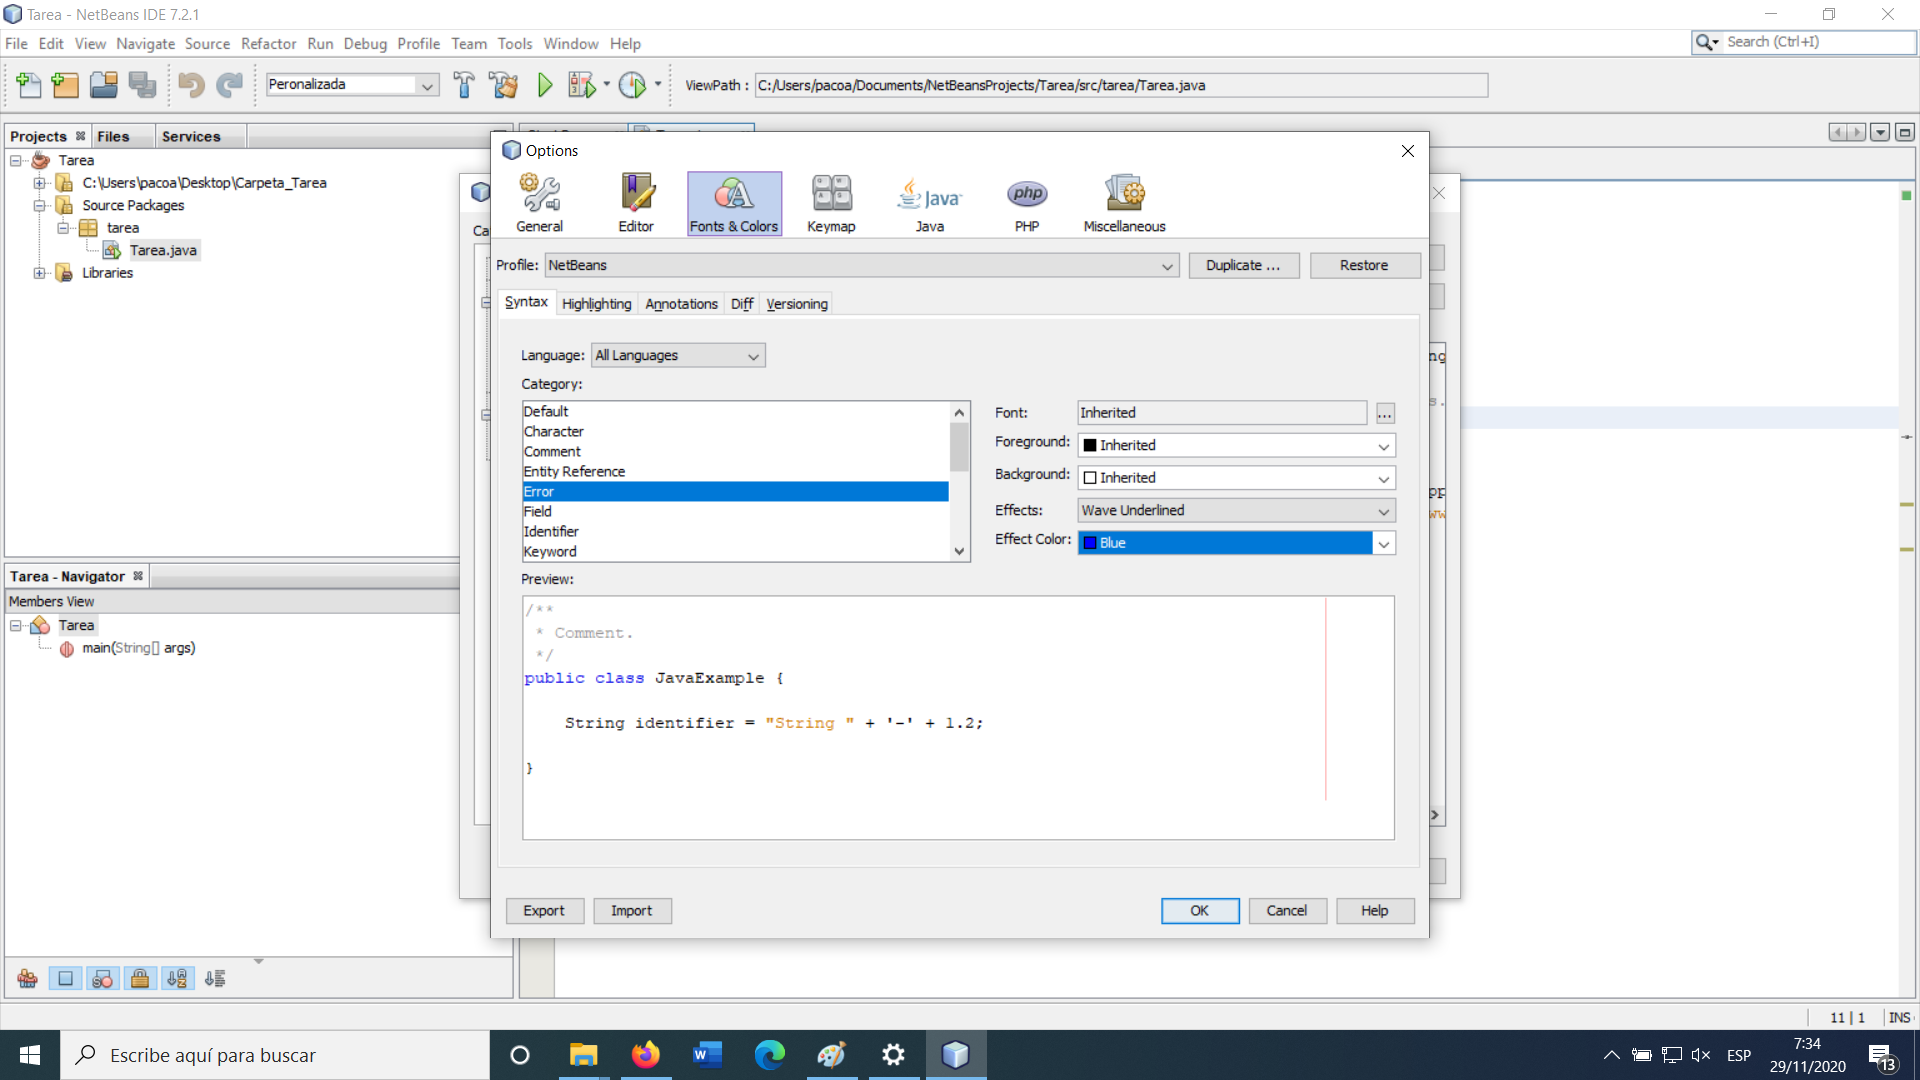 Tarea - NetBeans IDE 7.2.1
File Edit View Navigate Source Refactor Run Debug Profile Team Tools Window Help
Search (Ctrl+I)
Peronalizada
ViewPath : C:/Users/pacoa/Documents/NetBeansProjects/Tarea/src/tarea/Tarea.java
Projects Files Services
Tarea
C:\Users\pacoa\Desktop\Carpeta_Tarea
Source Packages
tarea
Tarea.java
Libraries
Tarea - Navigator
Members View
Tarea
main(String[] args)
Ca
Options
General Editor Fonts & Colors Keymap Java PHP Miscellaneous
Profile: NetBeans Duplicate ... Restore
Syntax Highlighting Annotations Diff Versioning
Language: All Languages
Category:
Default
Character
Comment
Entity Reference
Error
Field
Identifier
Keyword
Font: Inherited ...
Foreground: Inherited
Background: Inherited
Effects: Wave Underlined
Effect Color: Blue
Preview:
/**
* Comment.
*/
public class JavaExample {
String identifier = "String " + '-' + 1.2;
}
Export Import OK Cancel Help
ng
s.
pp
ww
11 | 1 INS
Escribe aquí para buscar
ESP
7:34
29/11/2020
13